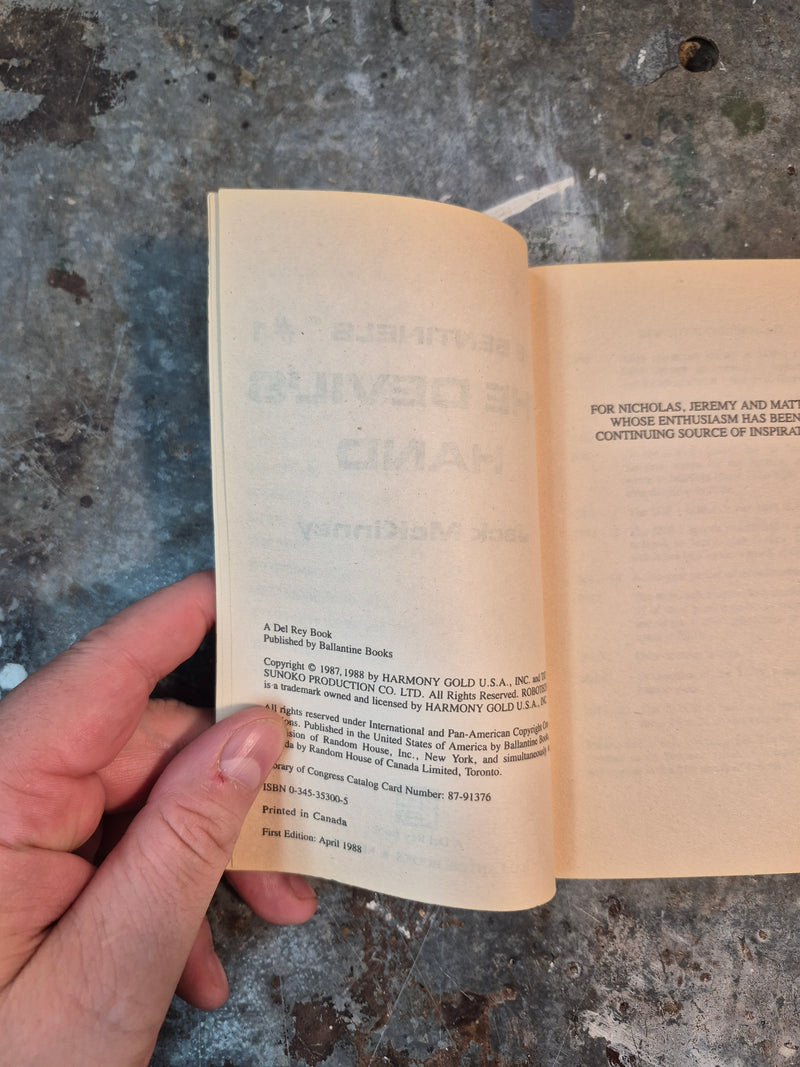 A Del Rey Book
Published by Ballantine Books
Copyright © 1987, 1988 by HARMONY GOLD U.S.A., INC. and
SUNOKO PRODUCTION CO. LTD. All Rights Reserved. ROBOTECH
is a trademark owned and licensed by HARMONY GOLD U.S.A., INC.
All rights reserved under International and Pan-American Copyright
Published in the United States of America by Ballantine
of Random House, Inc., New York, and simultaneously
by Random House of Canada Limited, Toronto.
Library of Congress Catalog Card Number: 87-91376
ISBN 0-345-35300-5
Printed in Canada
First Edition: April 1988
FOR NICHOLAS, JEREMY AND MATT
WHOSE ENTHUSIASM HAS BEEN
CONTINUING SOURCE OF